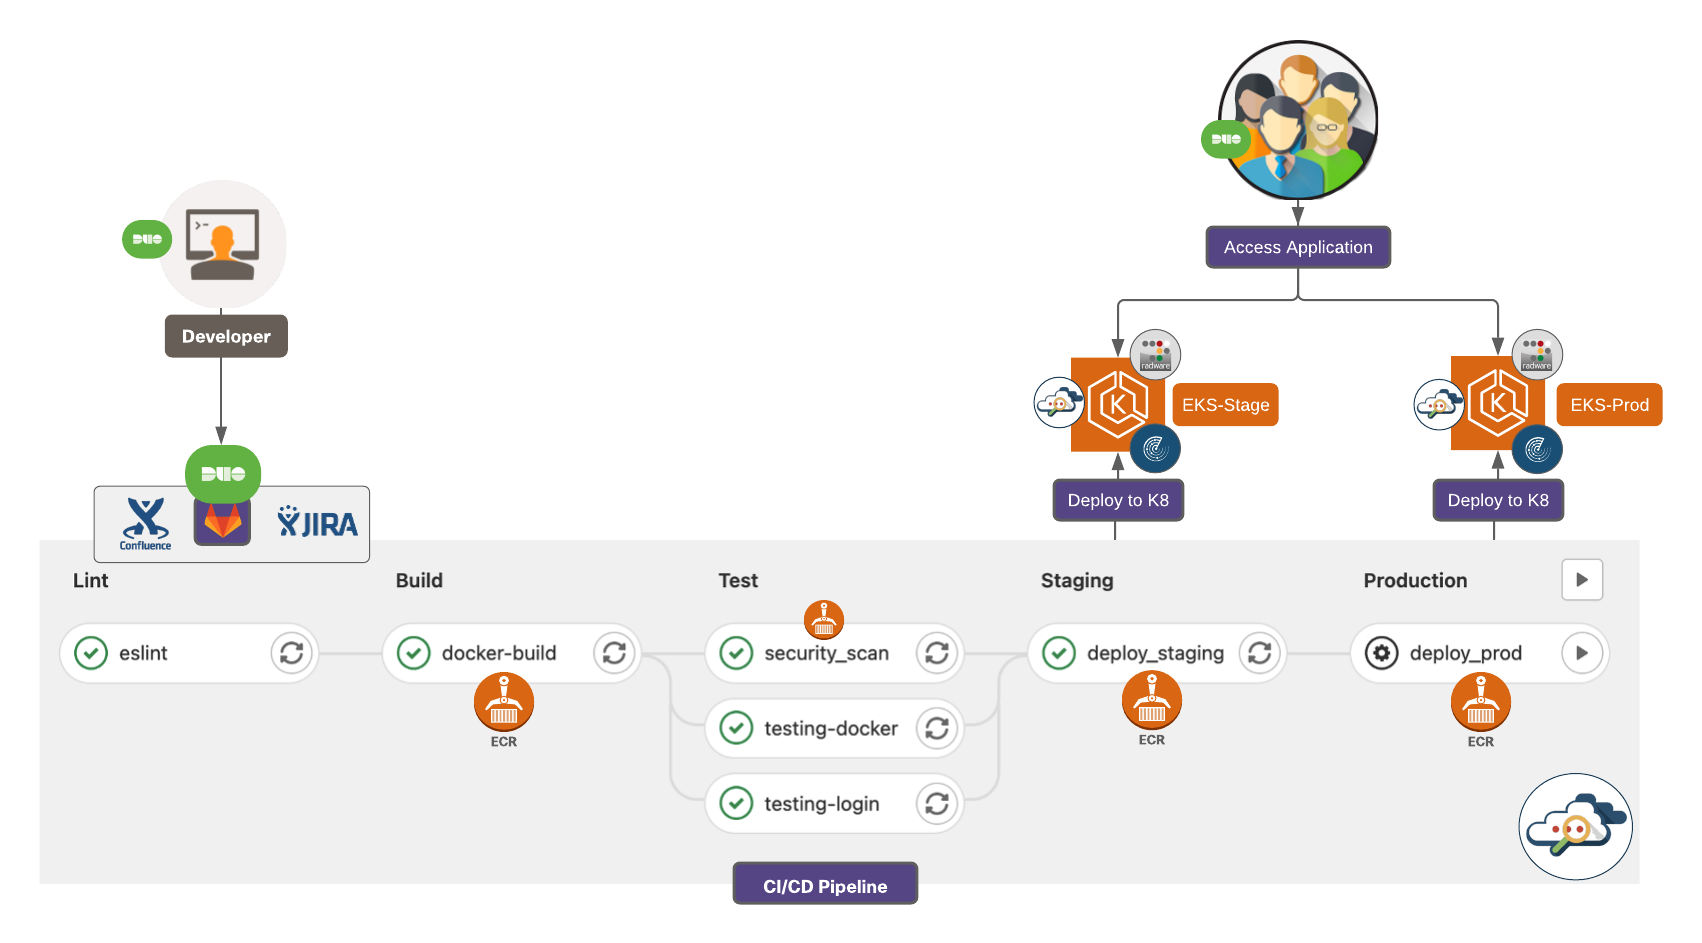 DUO
Access Application
DUO
Developer
radware
radware
EKS-Stage
EKS-Prod
K
K
DUO
Deploy to K8
Deploy to K8
Confluence
JIRA
Lint
Build
Test
Staging
Production
eslint
docker-build
security_scan
deploy_staging
deploy_prod
ECR
ECR
ECR
testing-docker
testing-login
CI/CD Pipeline